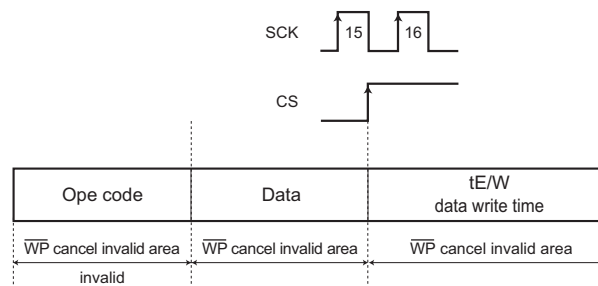 SCK
15
16
CS
Ope code
Data
tE/W
data write time
WP cancel invalid area
WP cancel invalid area
WP cancel invalid area
invalid